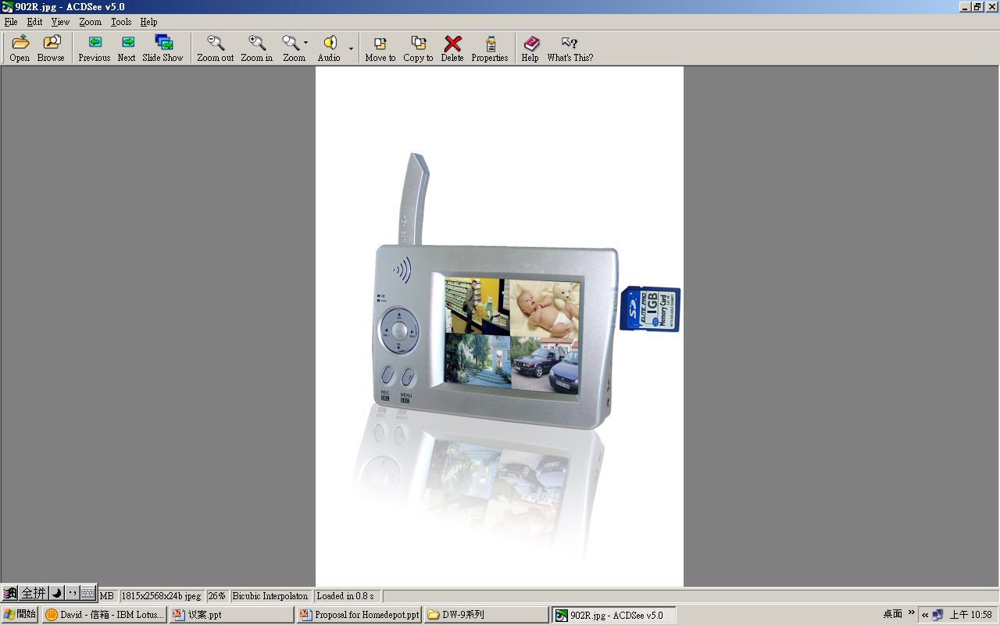 902R.jpg - ACDSee v5.0
File Edit View Zoom Tools Help
Open Browse Previous Next Slide Show Zoom out Zoom in Zoom Audio Move to Copy to Delete Properties Help What's This?
SD
ELITE PRO
1GB
Memory Card
REC
DEL
MENU
ESC
全拼
MB 1815x2568x24b jpeg 26% Bicubic Interpolaton Loaded in 0.8 s
開始 David - 信箱 - IBM Lotus... 议案.ppt Proposal for Homedepot.ppt DW-9系列 902R.jpg - ACDSee v5.0 桌面 » « 上午 10:58